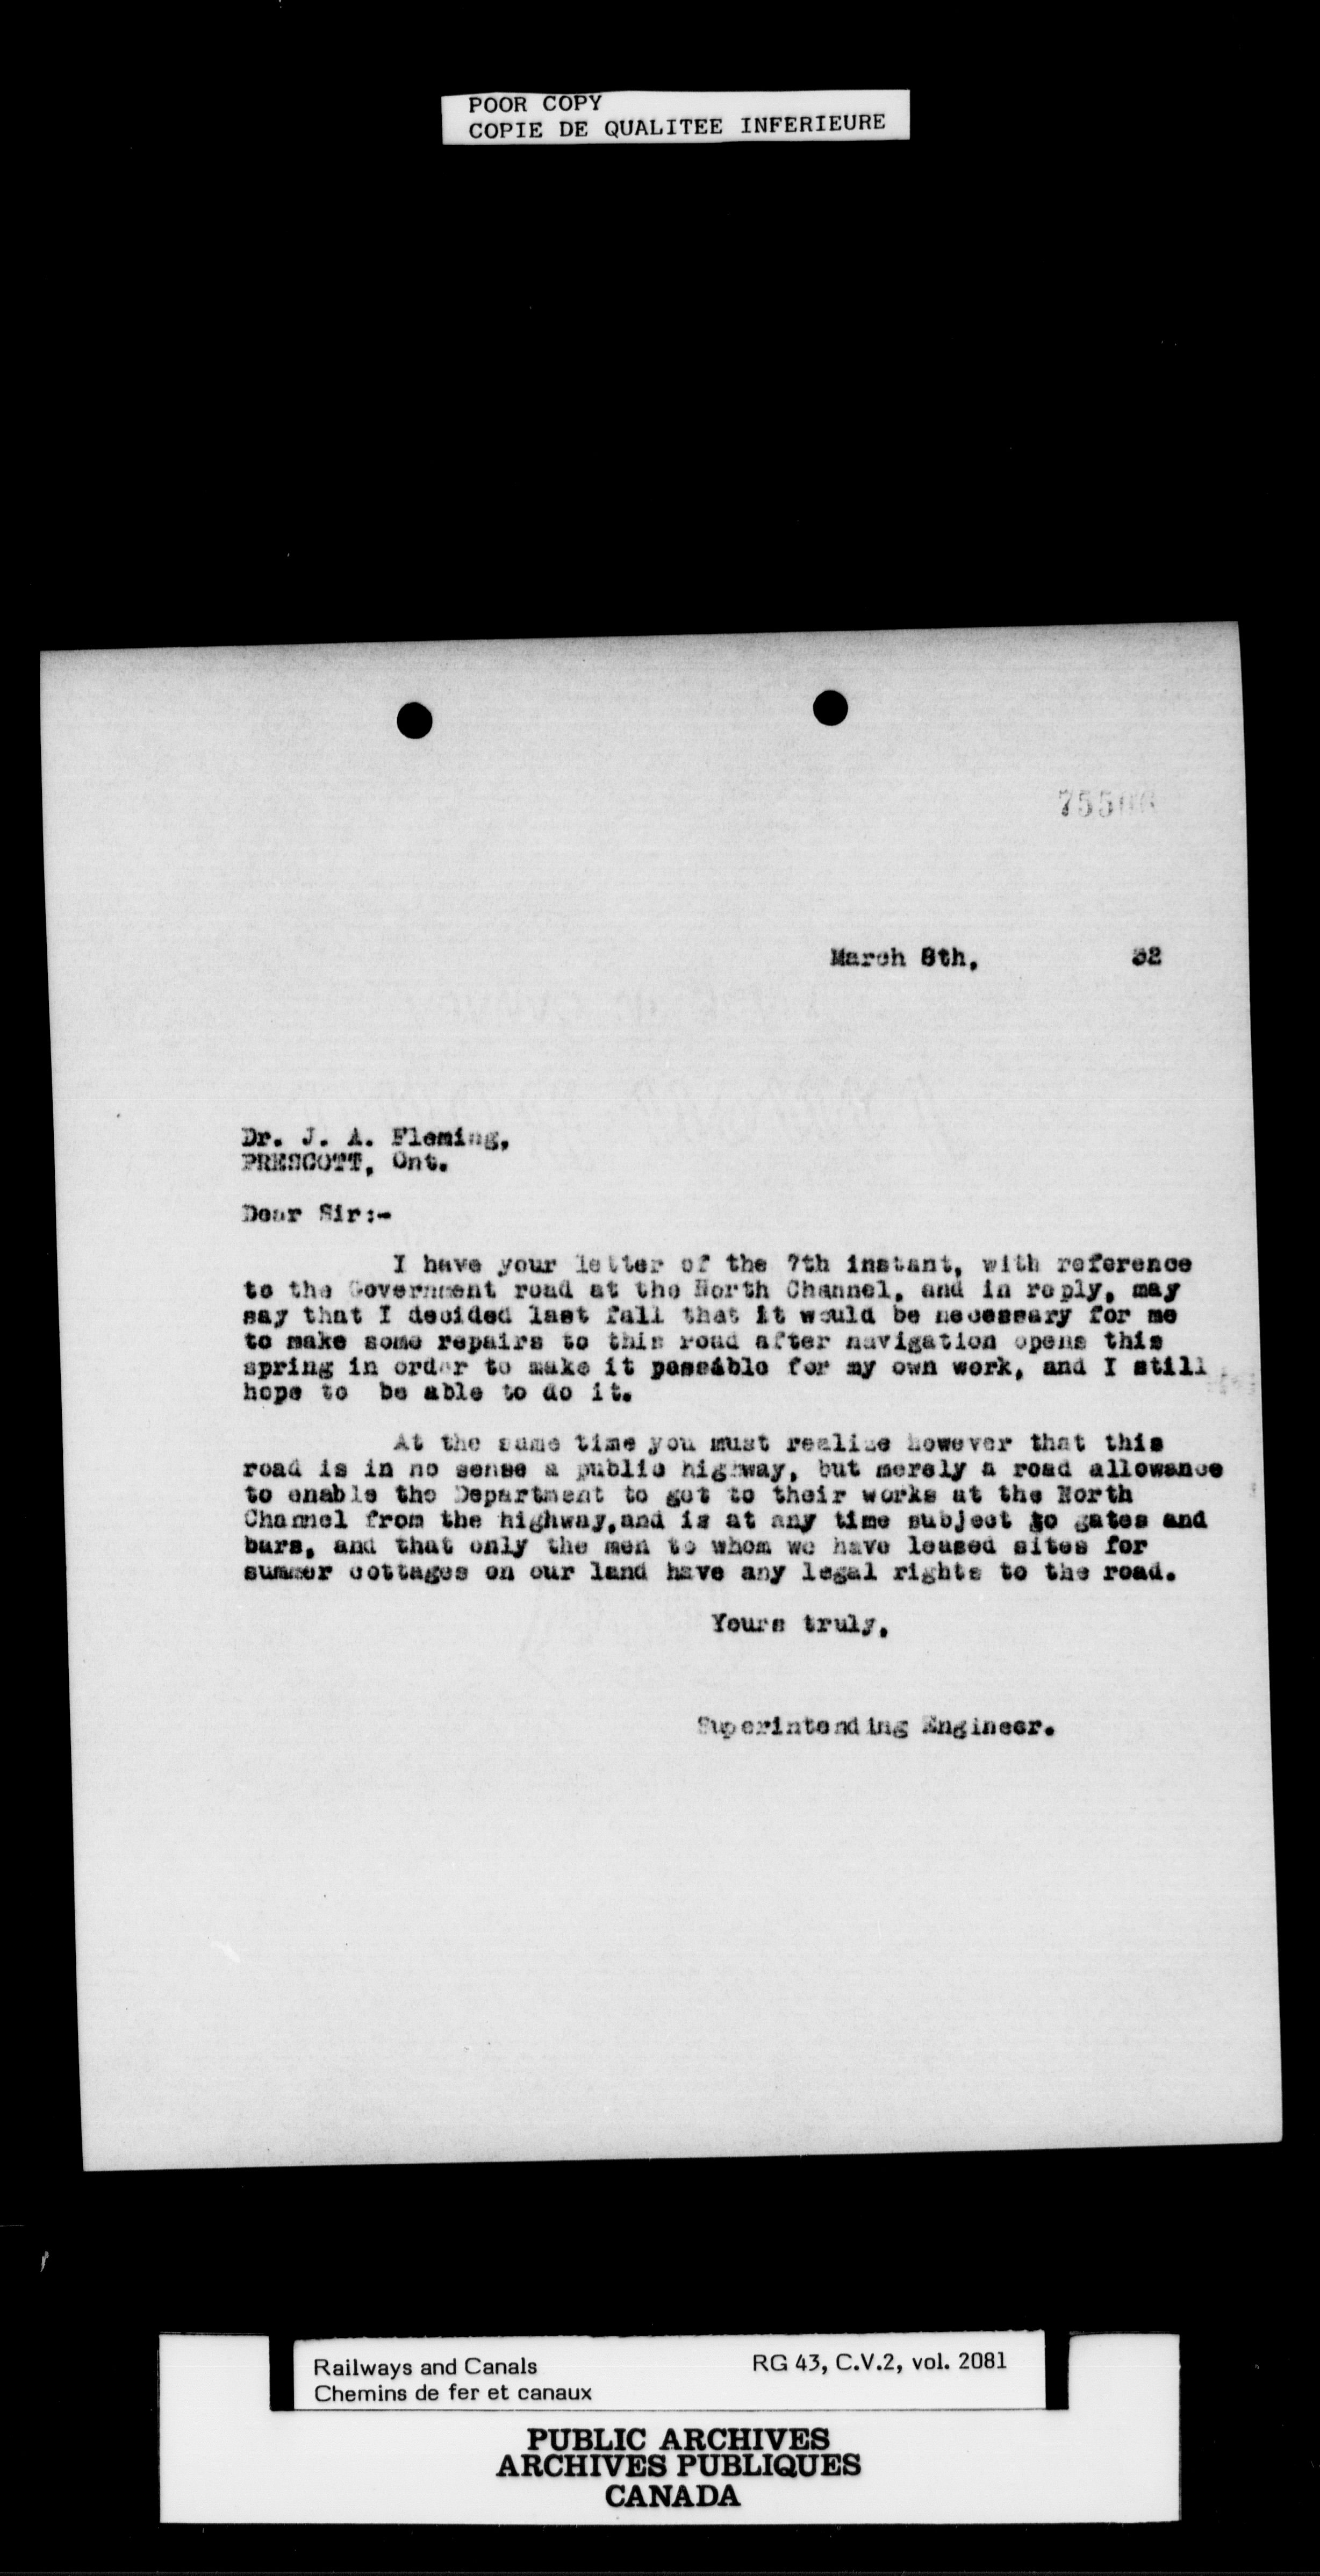 POOR COPY
COPIE DE QUALITEE INFERIEURE
March 8th, 32
Dr. J. A. Fleming,
PRESCOTT, Ont.
Dear Sir:-
I have your letter of the 7th instant, with reference
to the Government road at the North Channel, and in reply, may
say that I decided last fall that it would be necessary for me
to make some repairs to this road after navigation opens this
spring in order to make it possible for my own work, and I still
hope to be able to do it.
At the same time you must realize however that this
road is in no sense a public highway, but merely a road allowance
to enable the Department to get to their works at the North
Channel from the highway,and is at any time subject to gates and
bars, and that only the men to whom we have leased sites for
summer cottages on our land have any legal rights to the road.
Yours truly,
Superintending Engineer.
Railways and Canals RG 43, C.V.2, vol. 2081
Chemins de fer et canaux
PUBLIC ARCHIVES
ARCHIVES PUBLIQUES
CANADA